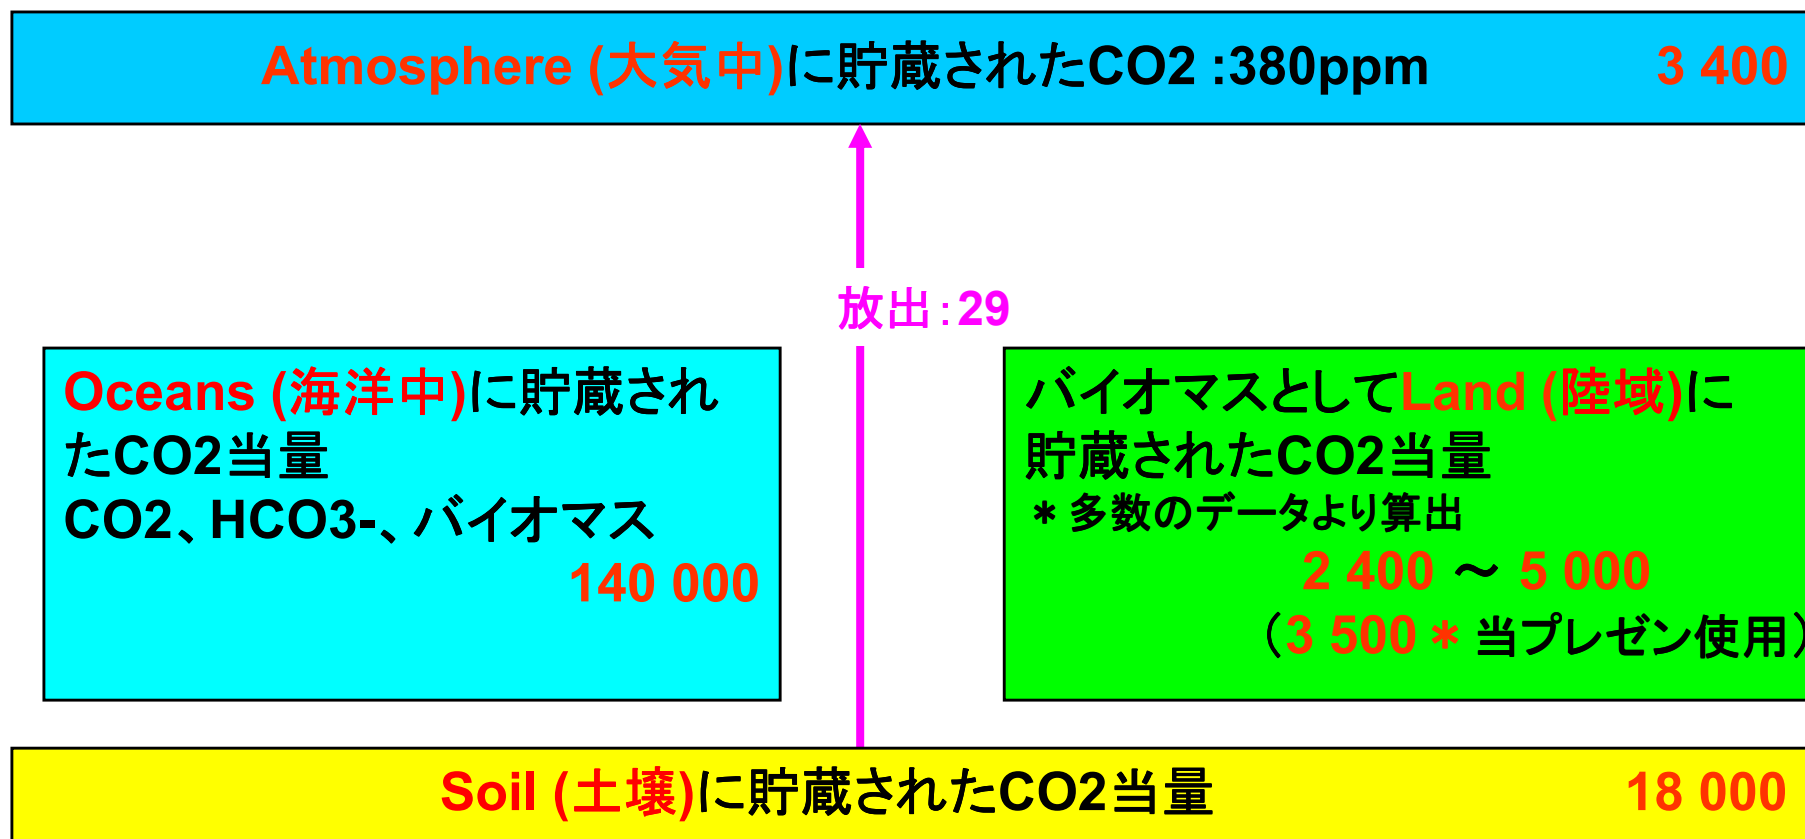 Atmosphere (大気中)に貯蔵されたCO2 :380ppm 3 400
放出:29
Oceans (海洋中)に貯蔵され
たCO2当量
CO2、HCO3-、バイオマス
140 000
バイオマスとしてLand (陸域)に
貯蔵されたCO2当量
＊多数のデータより算出
2 400 ～ 5 000
（3 500＊当プレゼン使用）
Soil (土壌)に貯蔵されたCO2当量 18 000